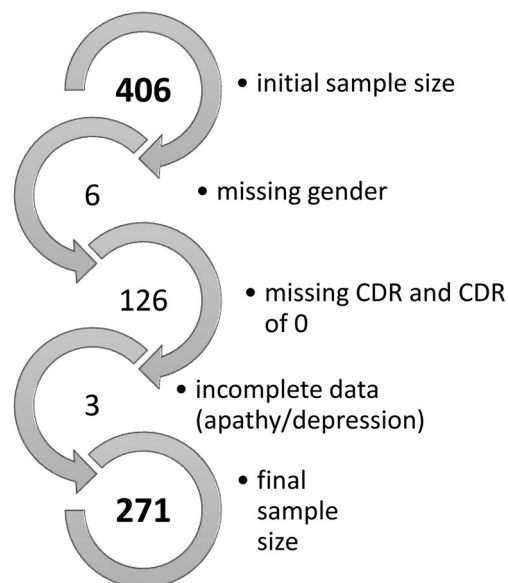 406
• initial sample size
6
• missing gender
126
• missing CDR and CDR
of 0
3
• incomplete data
(apathy/depression)
271
• final
sample
size